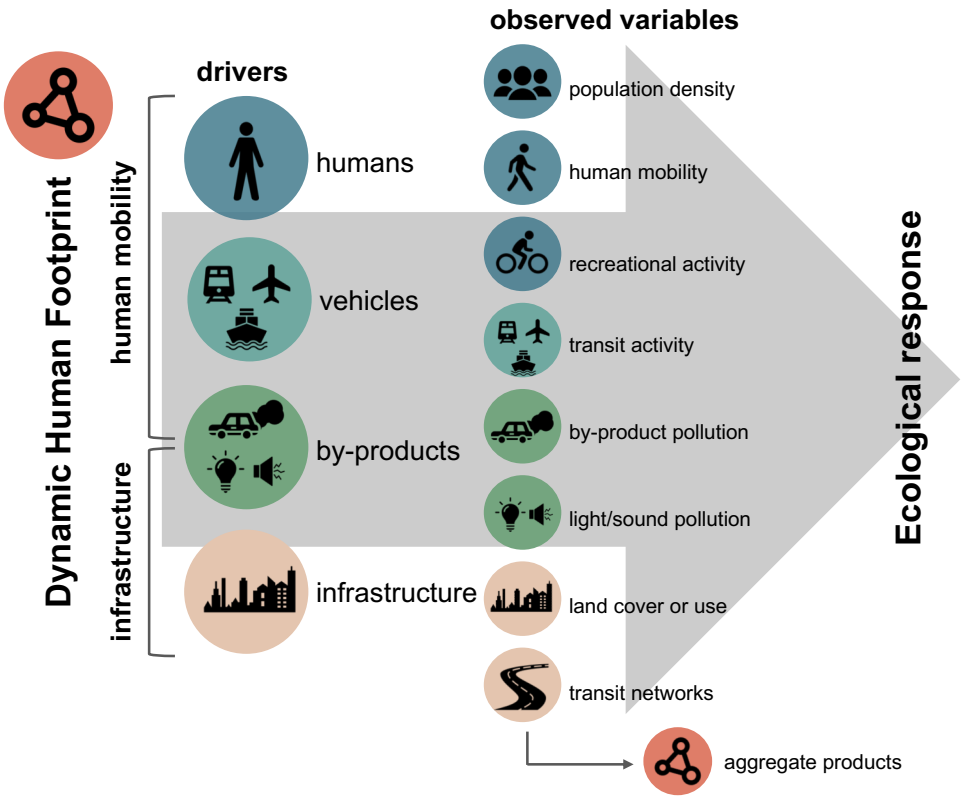 observed variables
drivers
Dynamic Human Footprint
human mobility
infrastructure
humans
vehicles
by-products
infrastructure
population density
human mobility
recreational activity
transit activity
by-product pollution
light/sound pollution
land cover or use
transit networks
aggregate products
Ecological response